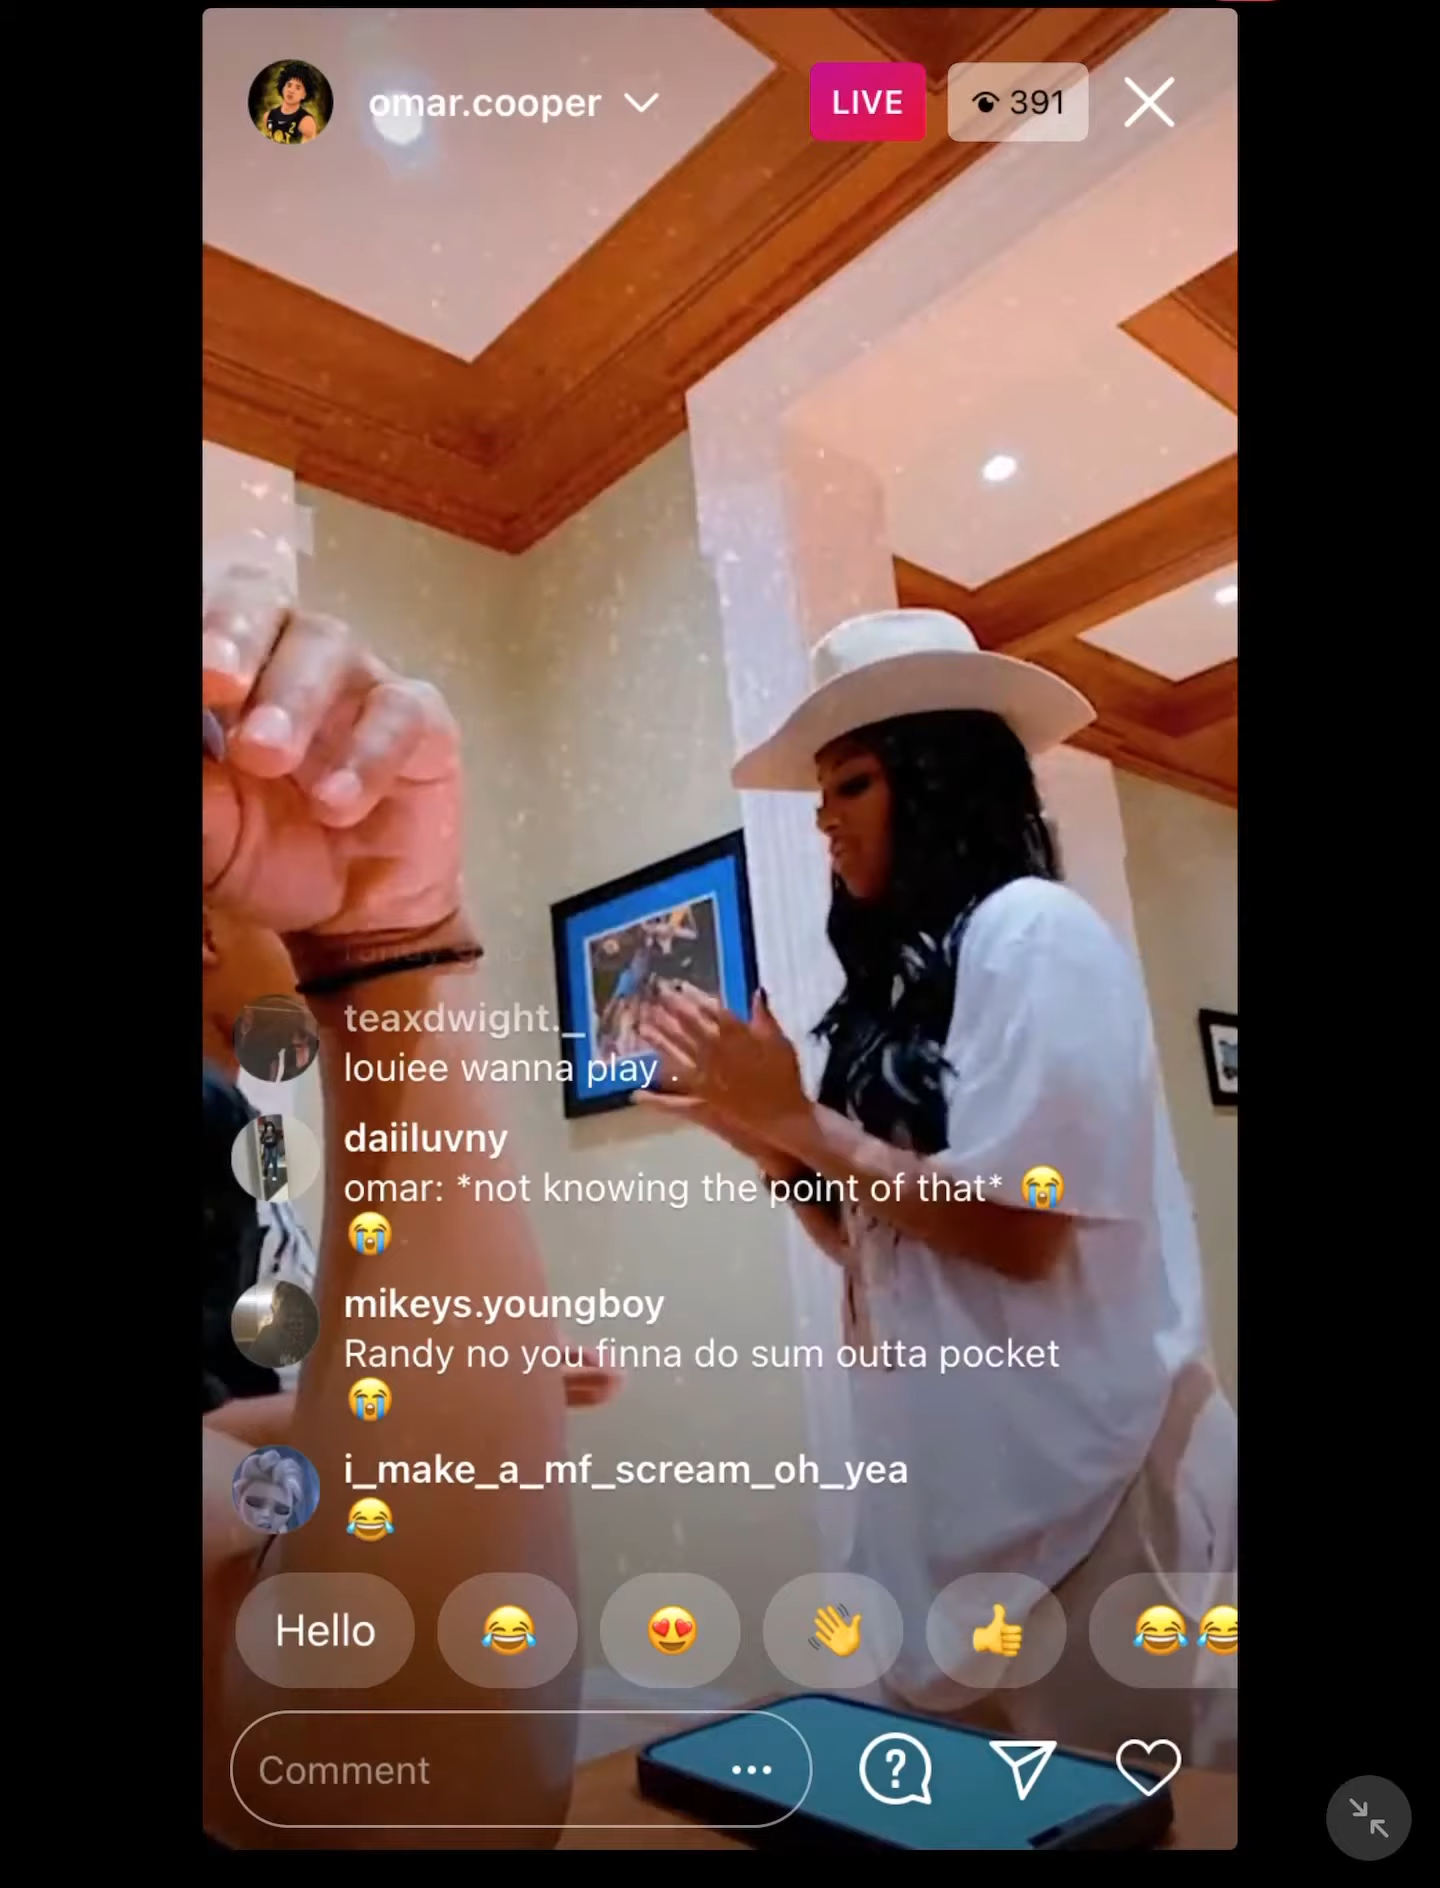 omar.cooper
LIVE
391
teaxdwight._
louiee wanna play .
daiiluvny
omar: *not knowing the point of that* 😭
😭
mikeys.youngboy
Randy no you finna do sum outta pocket
😭
i_make_a_mf_scream_oh_yea
😂
Hello 😂 😍 👋 👍 😂😂
Comment